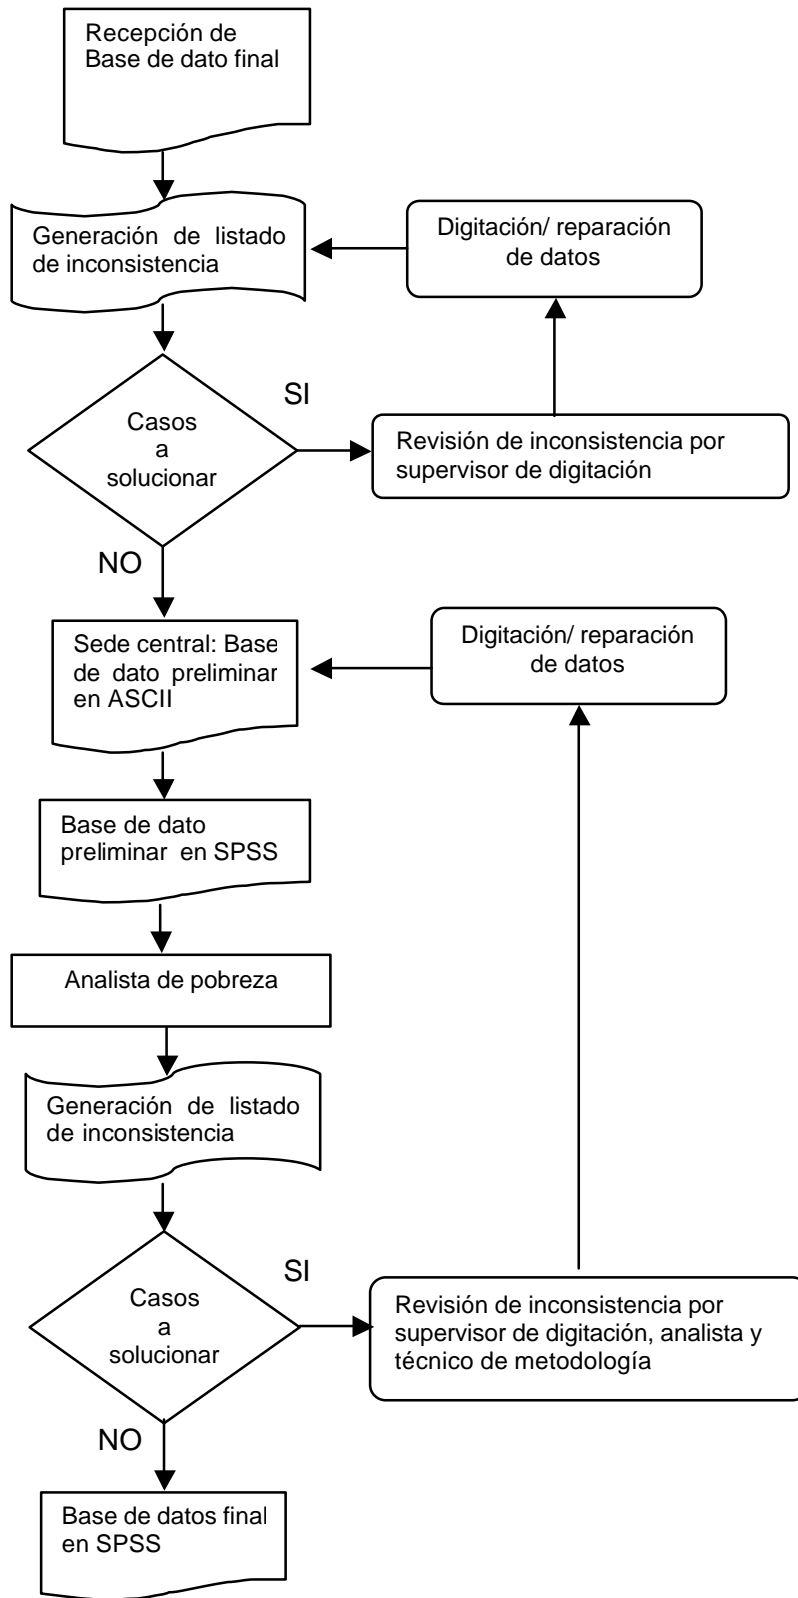 Recepción de
Base de dato final
Generación de listado
de inconsistencia
Digitación/ reparación
de datos
Casos
a
solucionar
SI
Revisión de inconsistencia por
supervisor de digitación
NO
Sede central: Base
de dato preliminar
en ASCII
Digitación/ reparación
de datos
Base de dato
preliminar en SPSS
Analista de pobreza
Generación de listado
de inconsistencia
Casos
a
solucionar
SI
Revisión de inconsistencia por
supervisor de digitación, analista y
técnico de metodología
NO
Base de datos final
en SPSS